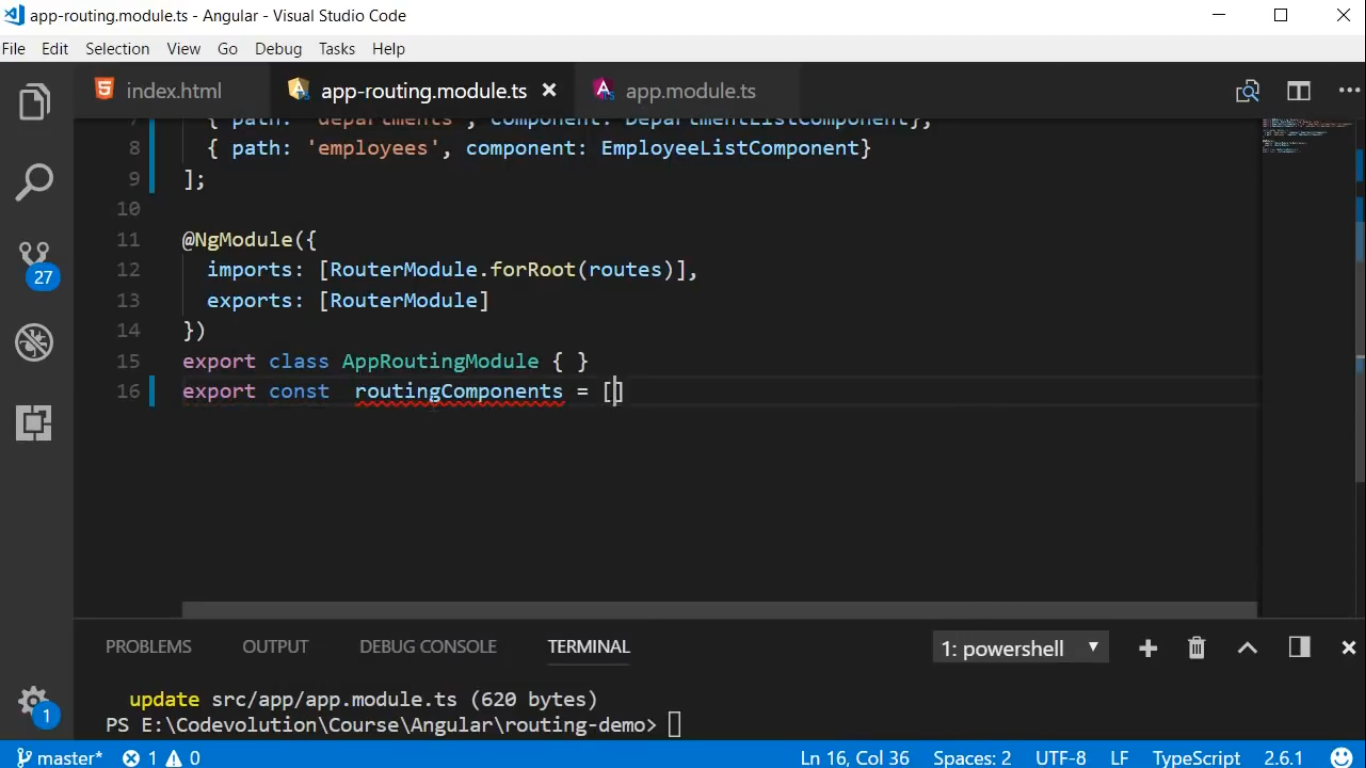 app-routing.module.ts - Angular - Visual Studio Code
File Edit Selection View Go Debug Tasks Help
index.html app-routing.module.ts app.module.ts
7 { path: 'departments', component: DepartmentListComponent},
8 { path: 'employees', component: EmployeeListComponent}
9 ];
10
11 @NgModule({
12 imports: [RouterModule.forRoot(routes)],
13 exports: [RouterModule]
14 })
15 export class AppRoutingModule { }
16 export const  routingComponents = []
27
PROBLEMS OUTPUT DEBUG CONSOLE TERMINAL 1: powershell
update src/app/app.module.ts (620 bytes)
PS E:\Codevolution\Course\Angular\routing-demo>
1
master* 1 0 Ln 16, Col 36 Spaces: 2 UTF-8 LF TypeScript 2.6.1